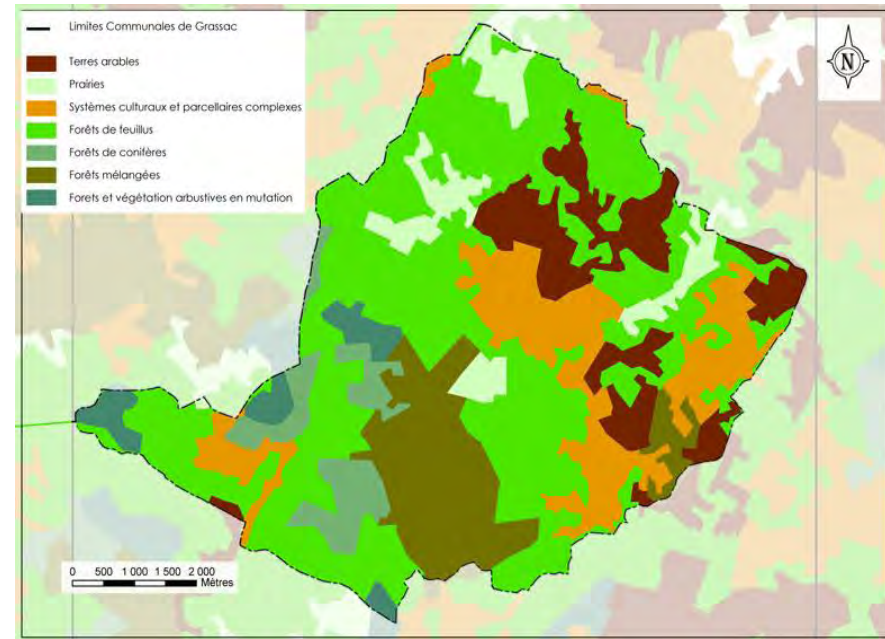 Limites Communales de Grassac
Terres arables
Prairies
Systèmes culturaux et parcellaires complexes
Forêts de feuillus
Forêts de conifères
Forêts mélangées
Forets et végétation arbustives en mutation
N
0 500 1 000 1 500 2 000
Mètres